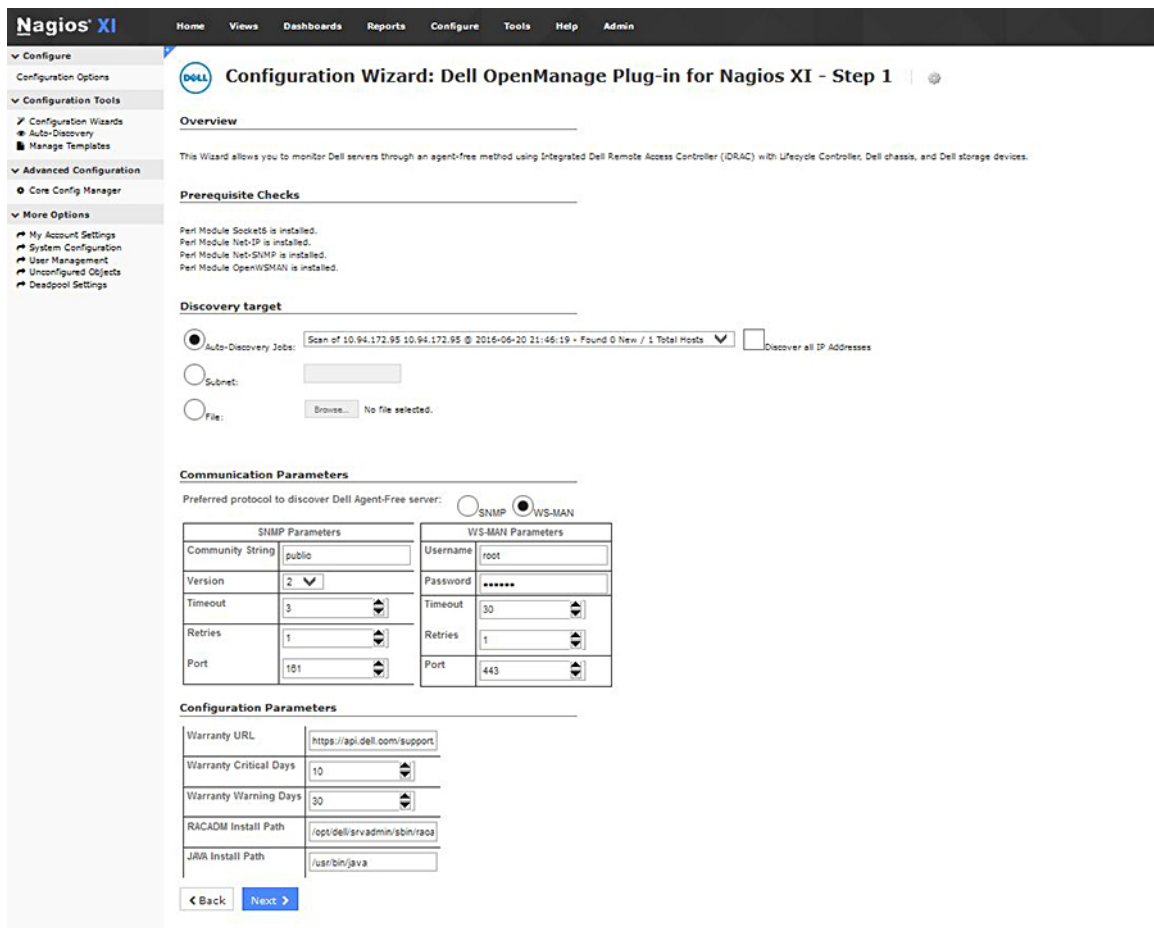 Nagios® XI
Home Views Dashboards Reports Configure Tools Help Admin
Configure
Configuration Options
Configuration Tools
Configuration Wizards
Auto-Discovery
Manage Templates
Advanced Configuration
Core Config Manager
More Options
My Account Settings
System Configuration
User Management
Unconfigured Objects
Deadpool Settings
DELL
Configuration Wizard: Dell OpenManage Plug-in for Nagios XI - Step 1
Overview
This Wizard allows you to monitor Dell servers through an agent-free method using Integrated Dell Remote Access Controller (iDRAC) with Lifecycle Controller, Dell chassis, and Dell storage devices.
Prerequisite Checks
Perl Module Socket6 is installed.
Perl Module Net-IP is installed.
Perl Module Net-SNMP is installed.
Perl Module OpenWSMAN is installed.
Discovery target
Auto-Discovery Jobs: Scan of 10.94.172.95 10.94.172.95 @ 2016-06-20 21:46:19 - Found 0 New / 1 Total Hosts Discover all IP Addresses
Subnet:
File: Browse... No file selected.
Communication Parameters
Preferred protocol to discover Dell Agent-Free server: SNMP WS-MAN
SNMP Parameters WS-MAN Parameters
Community String public Username root
Version 2 Password ••••••
Timeout 3 Timeout 30
Retries 1 Retries 1
Port 161 Port 443
Configuration Parameters
Warranty URL https://api.dell.com/support
Warranty Critical Days 10
Warranty Warning Days 30
RACADM Install Path /opt/dell/srvadmin/sbin/raca
JAVA Install Path /usr/bin/java
Back Next